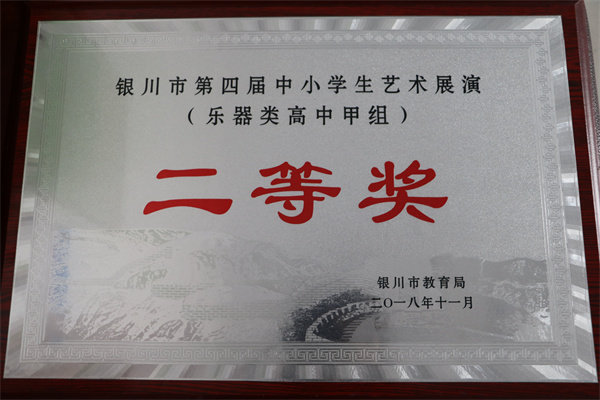 银川市第四届中小学生艺术展演
（乐器类高中甲组）
二等奖
银川市教育局
二〇一八年十一月